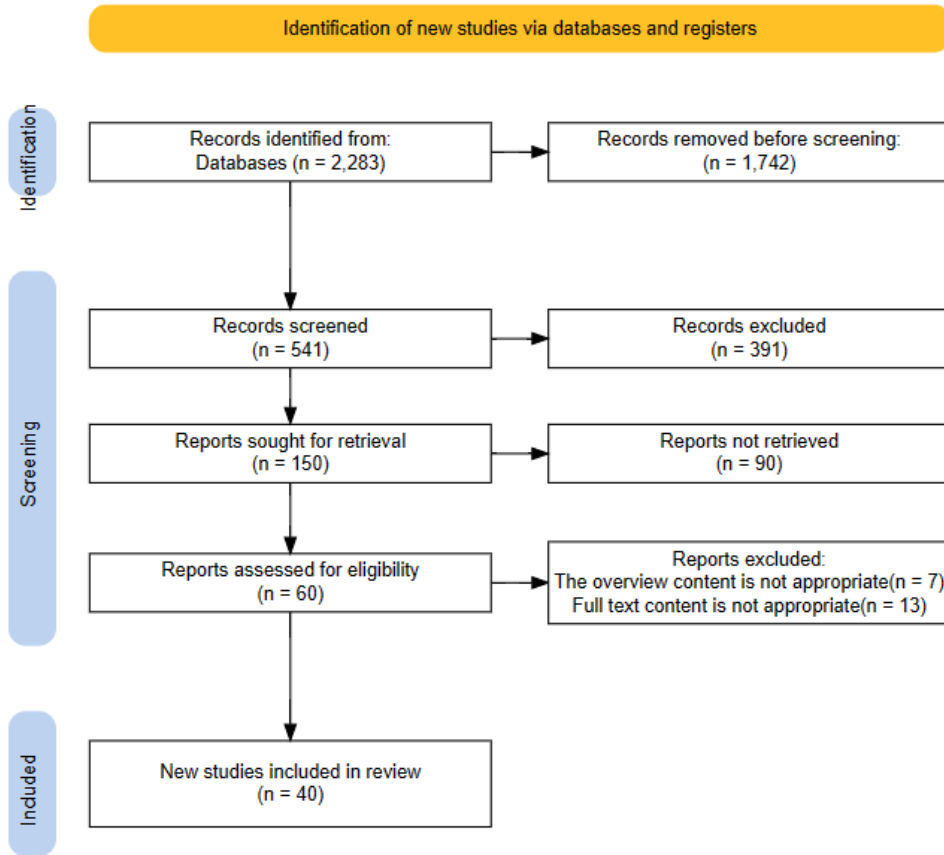 Identification of new studies via databases and registers
Identification
Records identified from:
Databases (n = 2,283)
Records removed before screening:
(n = 1,742)
Screening
Records screened
(n = 541)
Records excluded
(n = 391)
Reports sought for retrieval
(n = 150)
Reports not retrieved
(n = 90)
Reports assessed for eligibility
(n = 60)
Reports excluded:
The overview content is not appropriate(n = 7)
Full text content is not appropriate(n = 13)
Included
New studies included in review
(n = 40)